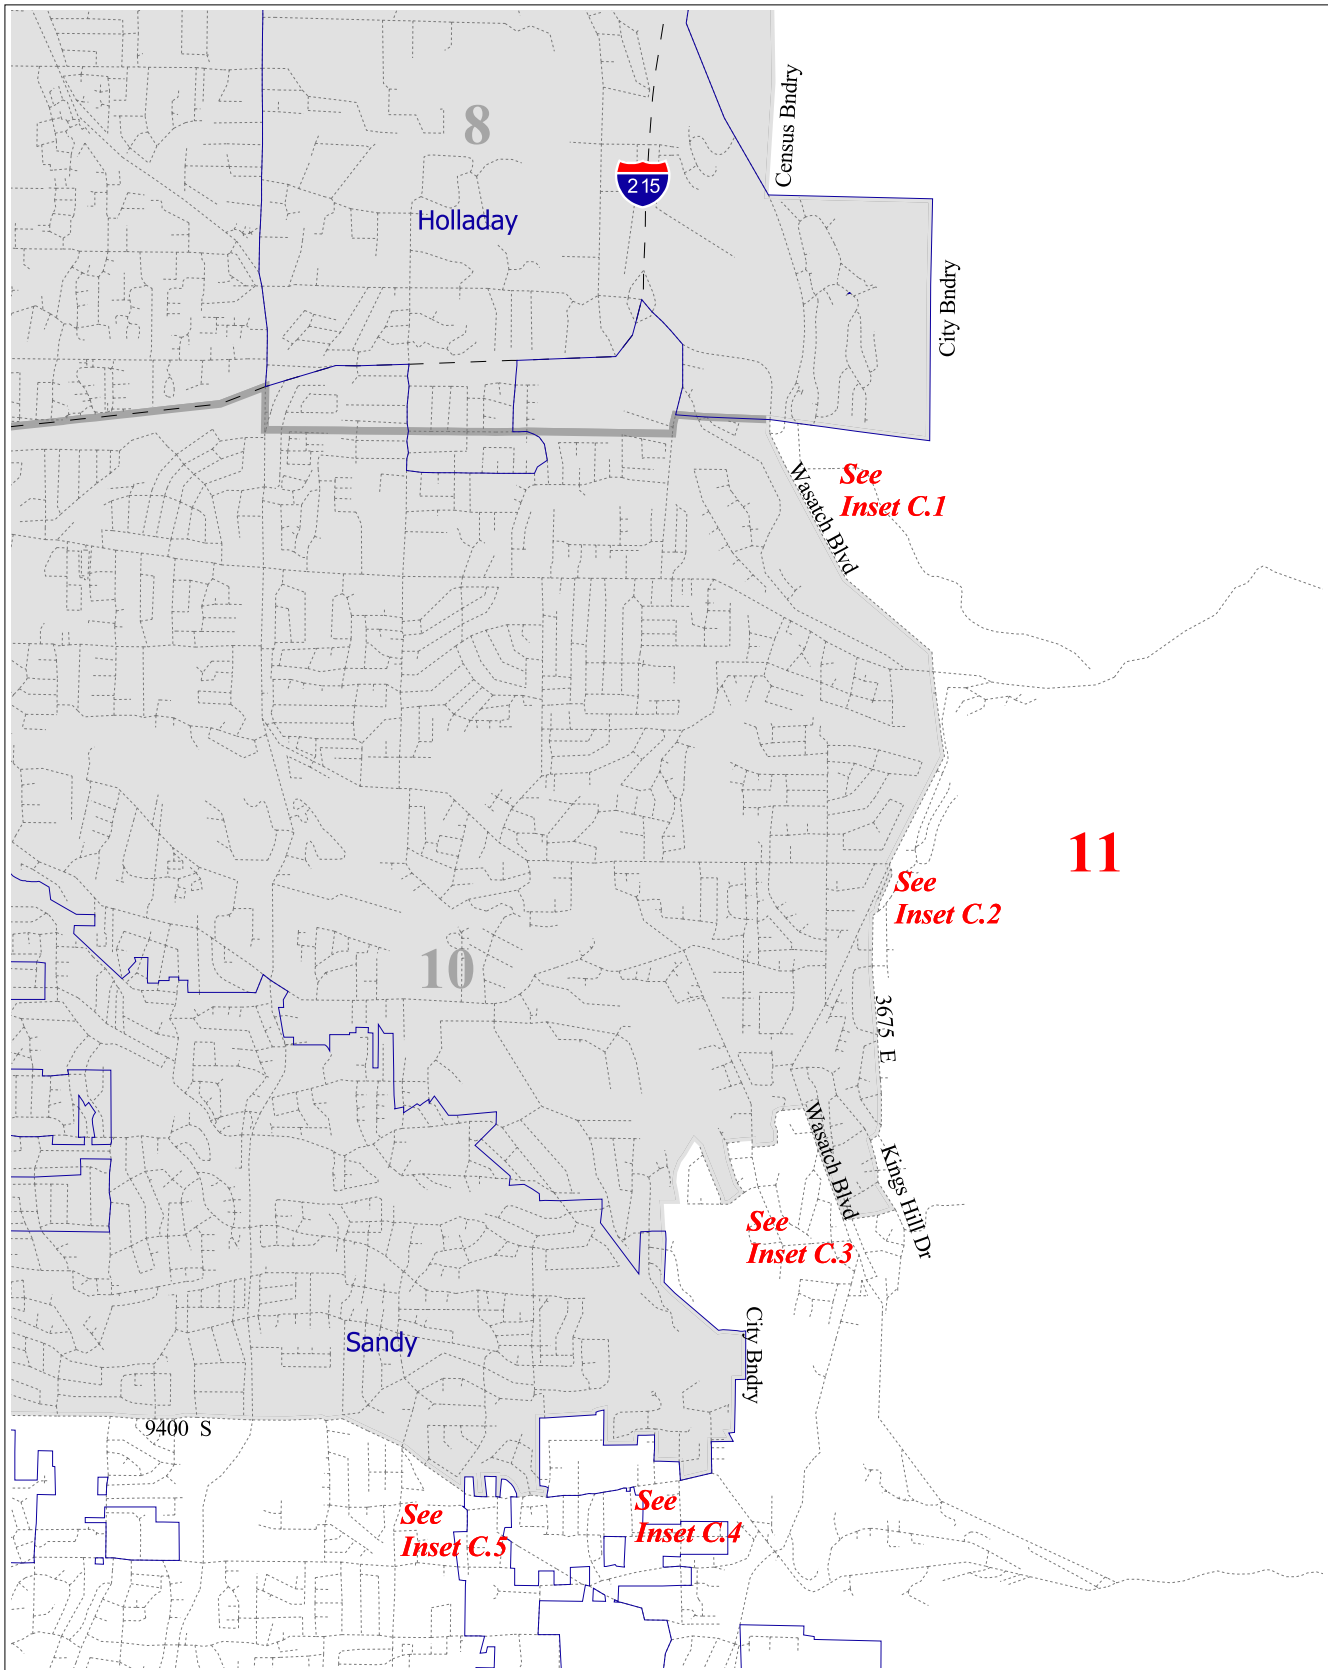 8
Census Bndry
215
Holladay
City Bndry
See
Inset C.1
Wasatch Blvd
11
See
Inset C.2
10
3675 E
Wasatch Blvd
Kings Hill Dr
See
Inset C.3
City Bndry
Sandy
9400 S
See
Inset C.4
See
Inset C.5